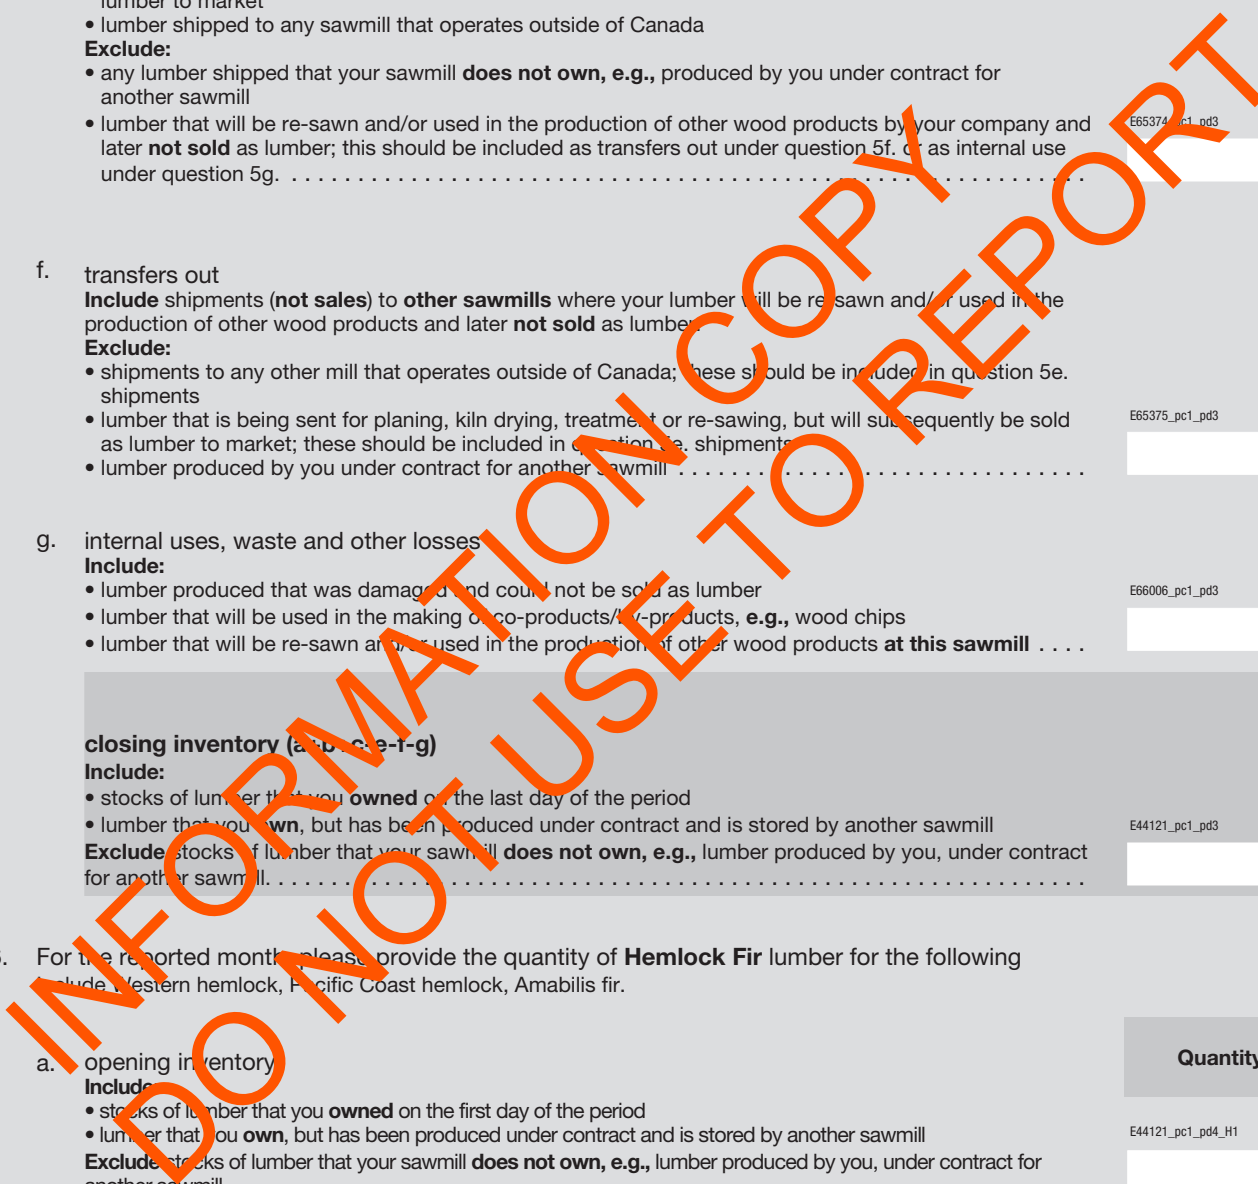 lumber to market
• lumber shipped to any sawmill that operates outside of Canada
Exclude:
• any lumber shipped that your sawmill does not own, e.g., produced by you under contract for
another sawmill
• lumber that will be re-sawn and/or used in the production of other wood products by your company and
later not sold as lumber; this should be included as transfers out under question 5f. or as internal use
under question 5g. . . . . . . . . . . . . . . . . . . . . . . . . . . . . . . . . . . . . . . . . . . . . . . . . . . . . . . . . . . . . .
E65374_pc1_pd3
f. transfers out
Include shipments (not sales) to other sawmills where your lumber will be re-sawn and/or used in the
production of other wood products and later not sold as lumber.
Exclude:
• shipments to any other mill that operates outside of Canada; these should be included in question 5e.
shipments
• lumber that is being sent for planing, kiln drying, treatment or re-sawing, but will subsequently be sold
as lumber to market; these should be included in question 5e. shipments
• lumber produced by you under contract for another sawmill . . . . . . . . . . . . . . . . . . . . . . . . . . . . . . .
E65375_pc1_pd3
g. internal uses, waste and other losses
Include:
• lumber produced that was damaged and could not be sold as lumber
• lumber that will be used in the making of co-products/by-products, e.g., wood chips
• lumber that will be re-sawn and/or used in the production of other wood products at this sawmill . . . .
E66006_pc1_pd3
closing inventory (a+b+c-e-f-g)
Include:
• stocks of lumber that you owned on the last day of the period
• lumber that you own, but has been produced under contract and is stored by another sawmill
Exclude stocks of lumber that your sawmill does not own, e.g., lumber produced by you, under contract
for another sawmill. . . . . . . . . . . . . . . . . . . . . . . . . . . . . . . . . . . . . . . . . . . . . . . . . . . . . . . . . . . . . .
E44121_pc1_pd3
For the reported month, please provide the quantity of Hemlock Fir lumber for the following
Include Western hemlock, Pacific Coast hemlock, Amabilis fir.
Quantity
a. opening inventory
Include:
• stocks of lumber that you owned on the first day of the period
• lumber that you own, but has been produced under contract and is stored by another sawmill
Exclude stocks of lumber that your sawmill does not own, e.g., lumber produced by you, under contract for
another sawmill
E44121_pc1_pd4_H1
INFORMATION COPY
DO NOT USE TO REPORT